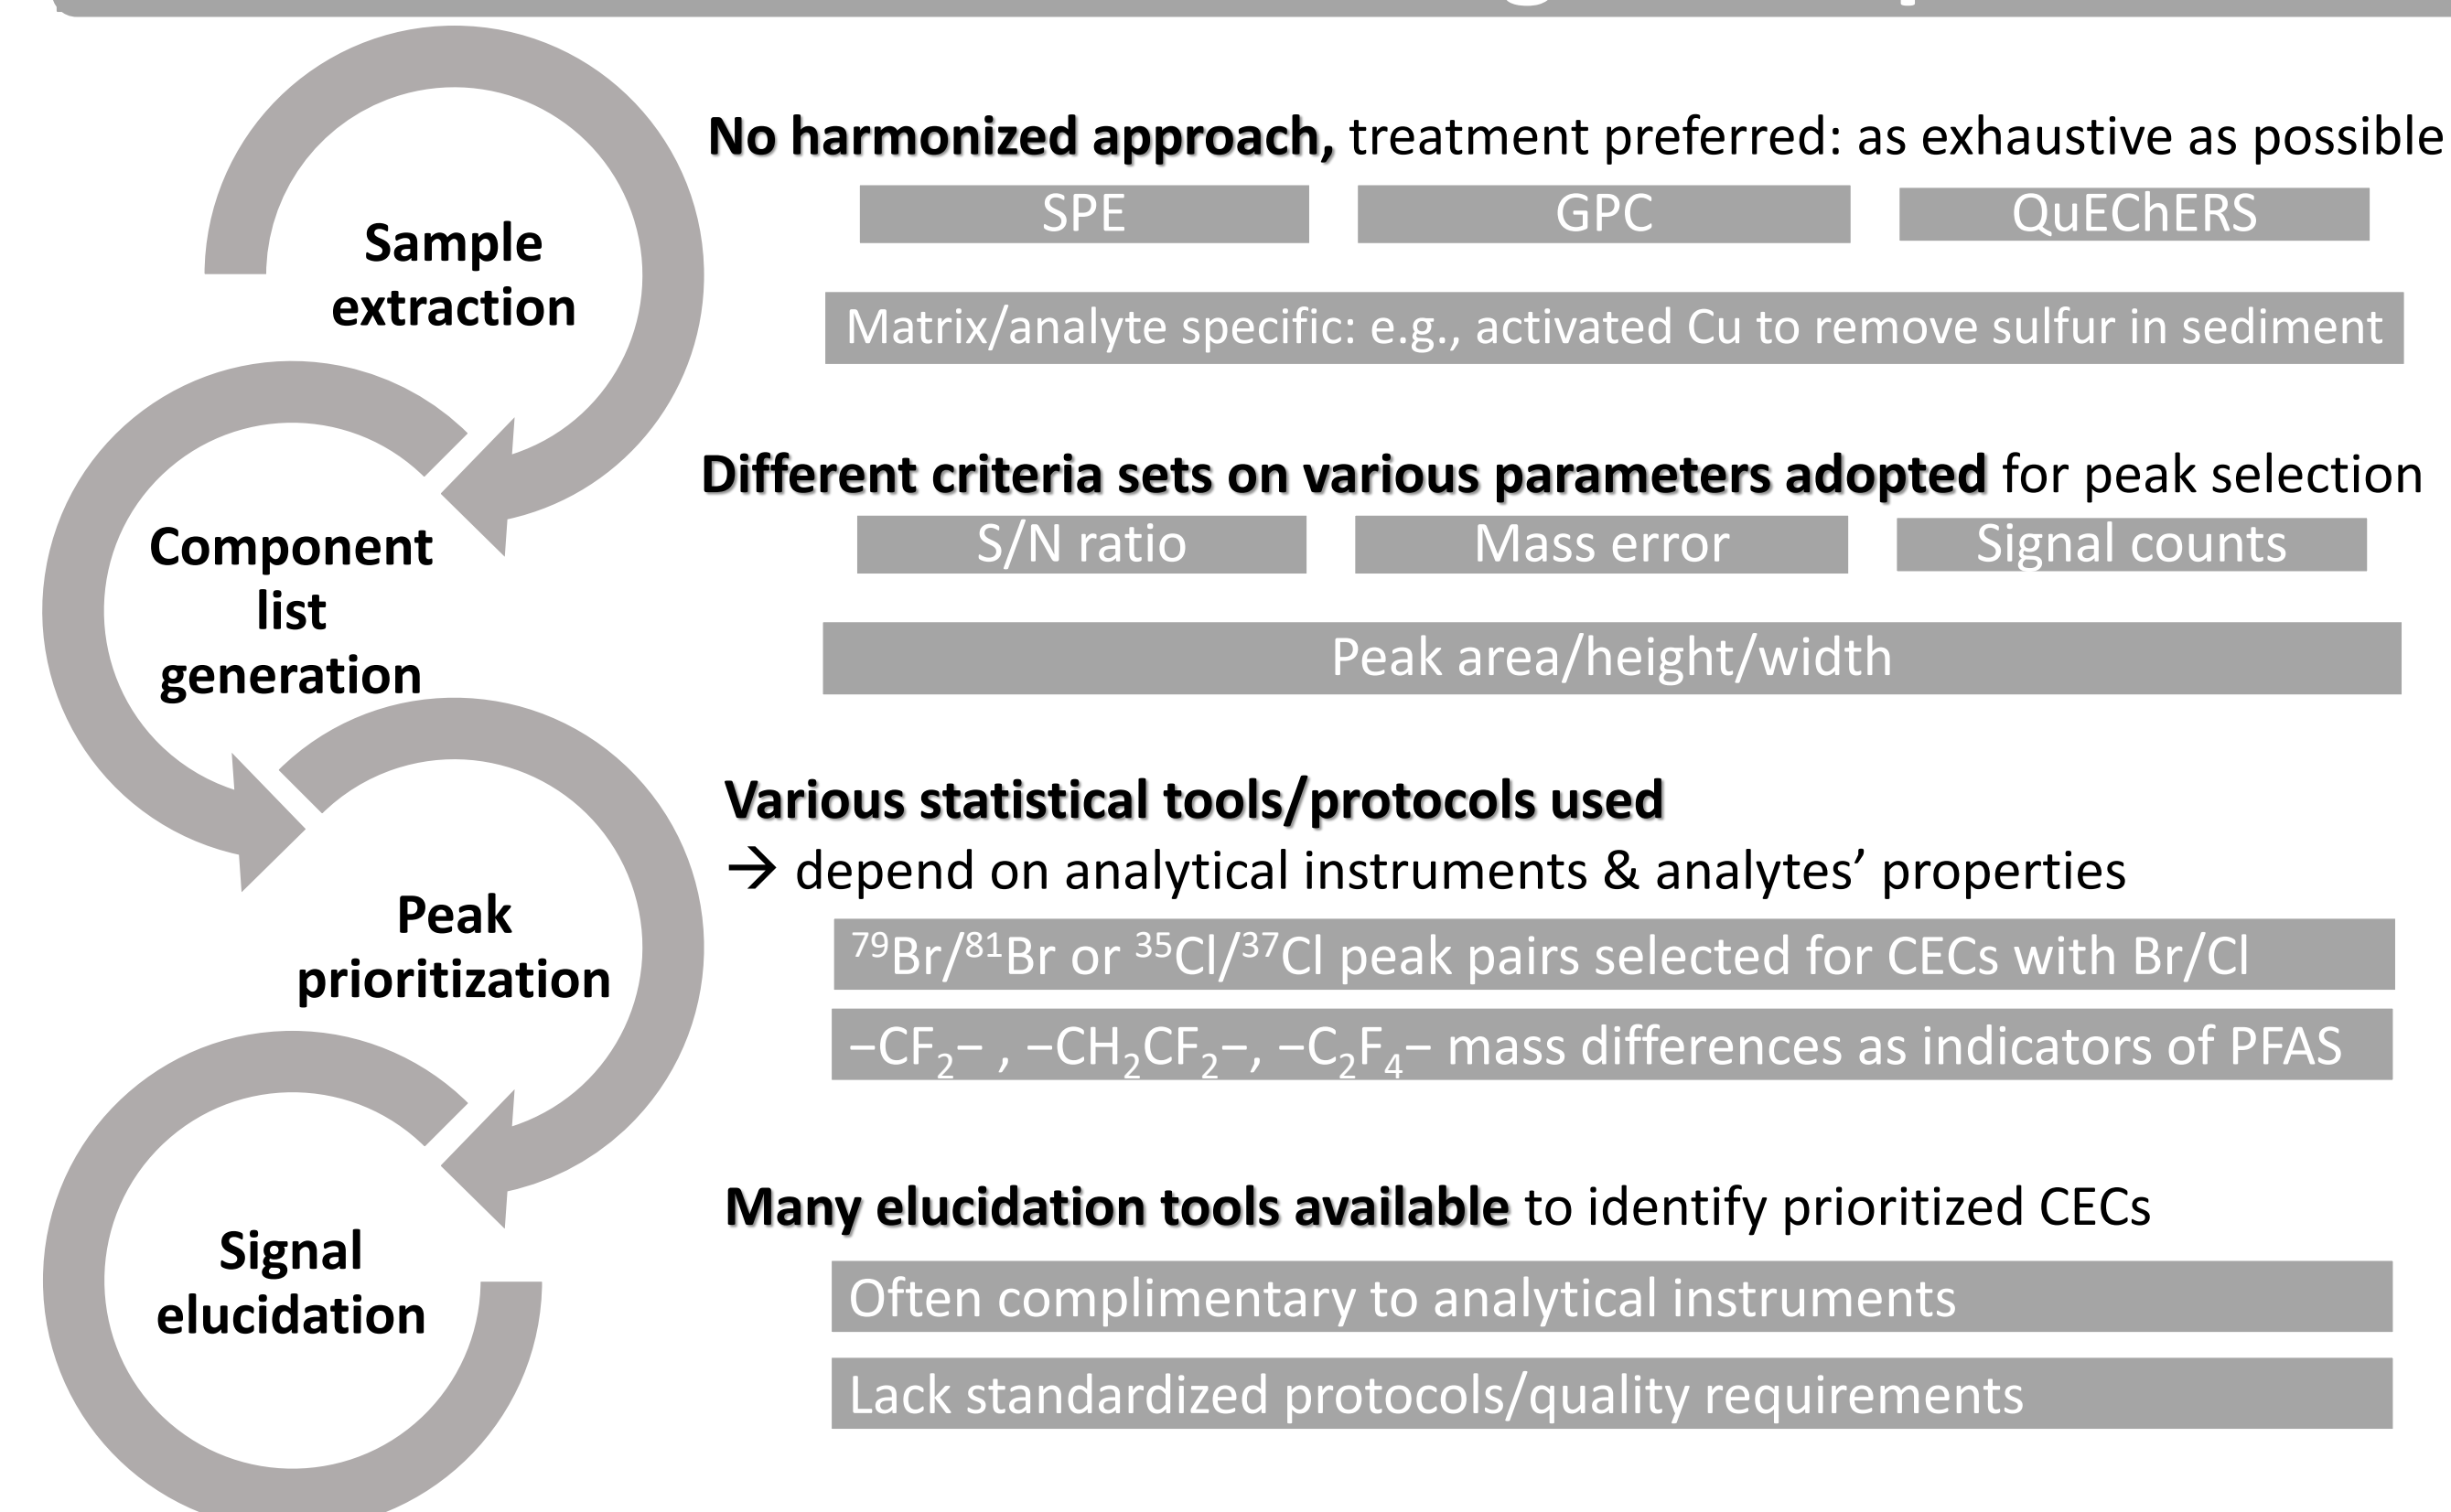 Sample
extraction
No harmonized approach, treatment preferred: as exhaustive as possible
SPE
GPC
QuEChERS
Matrix/analyte specific: e.g., activated Cu to remove sulfur in sediment
Component
list
generation
Different criteria sets on various parameters adopted for peak selection
S/N ratio
Mass error
Signal counts
Peak area/height/width
Peak
prioritization
Various statistical tools/protocols used
→ depend on analytical instruments & analytes’ properties
⁷⁹Br/⁸¹Br or ³⁵Cl/³⁷Cl peak pairs selected for CECs with Br/Cl
–CF₂– , –CH₂CF₂–, –C₂F₄– mass differences as indicators of PFAS
Signal
elucidation
Many elucidation tools available to identify prioritized CECs
Often complimentary to analytical instruments
Lack standardized protocols/quality requirements